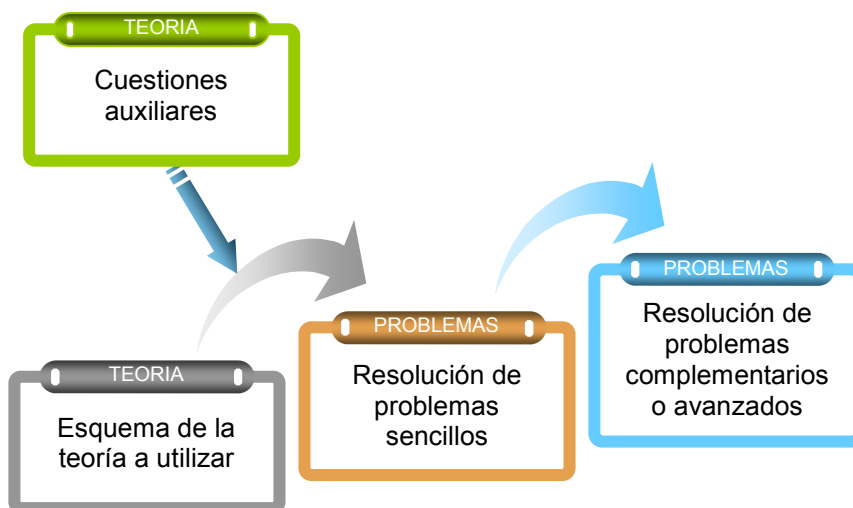 TEORIA
Cuestiones
auxiliares
TEORIA
Esquema de la
teoría a utilizar
PROBLEMAS
Resolución de
problemas
sencillos
PROBLEMAS
Resolución de
problemas
complementarios
o avanzados